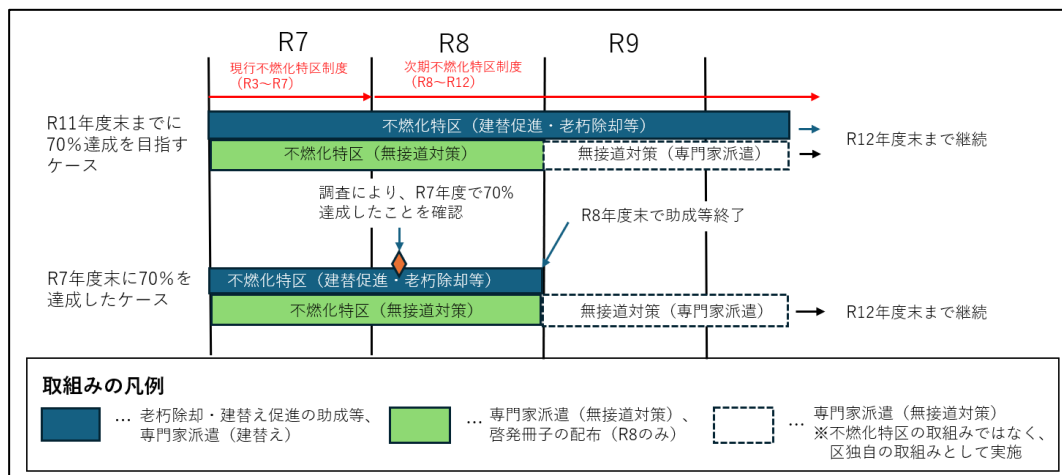 R7
R8
R9
現行不燃化特区制度
（R3～R7）
次期不燃化特区制度
（R8～R12）
R11年度末までに
70％達成を目指す
ケース
不燃化特区（建替促進・老朽除却等）
不燃化特区（無接道対策）
無接道対策（専門家派遣）
R12年度末まで継続
調査により、R7年度で70%
達成したことを確認
R8年度末で助成等終了
R7年度末に70％を
達成したケース
不燃化特区（建替促進・老朽除却等）
不燃化特区（無接道対策）
無接道対策（専門家派遣）
R12年度末まで継続
取組みの凡例
… 老朽除却・建替え促進の助成等、
専門家派遣（建替え）
… 専門家派遣（無接道対策）、
啓発冊子の配布（R8のみ）
… 専門家派遣（無接道対策）
※不燃化特区の取組みではなく、
区独自の取組みとして実施